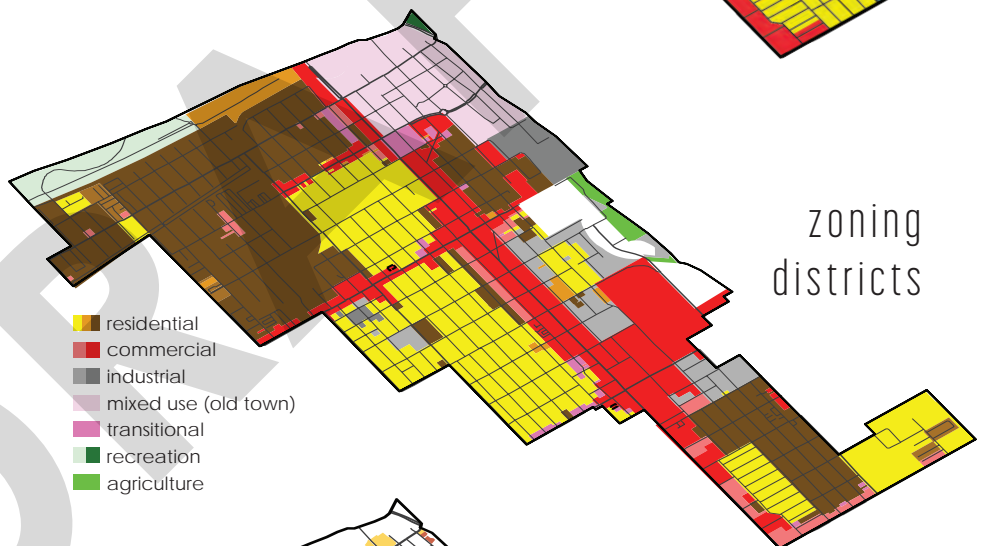 zoning
districts
residential
commercial
industrial
mixed use (old town)
transitional
recreation
agriculture